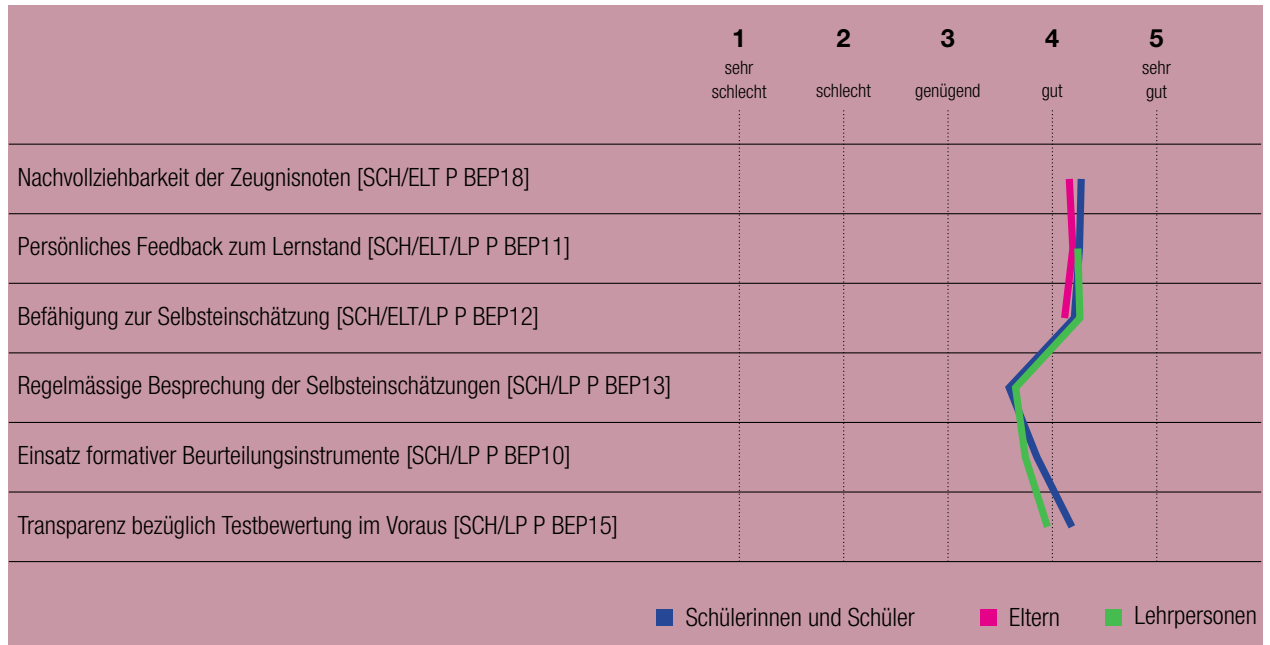 1 2 3 4 5
sehr schlecht schlecht genügend gut sehr gut
Nachvollziehbarkeit der Zeugnisnoten [SCH/ELT P BEP18]
Persönliches Feedback zum Lernstand [SCH/ELT/LP P BEP11]
Befähigung zur Selbsteinschätzung [SCH/ELT/LP P BEP12]
Regelmässige Besprechung der Selbsteinschätzungen [SCH/LP P BEP13]
Einsatz formativer Beurteilungsinstrumente [SCH/LP P BEP10]
Transparenz bezüglich Testbewertung im Voraus [SCH/LP P BEP15]
Schülerinnen und Schüler Eltern Lehrpersonen